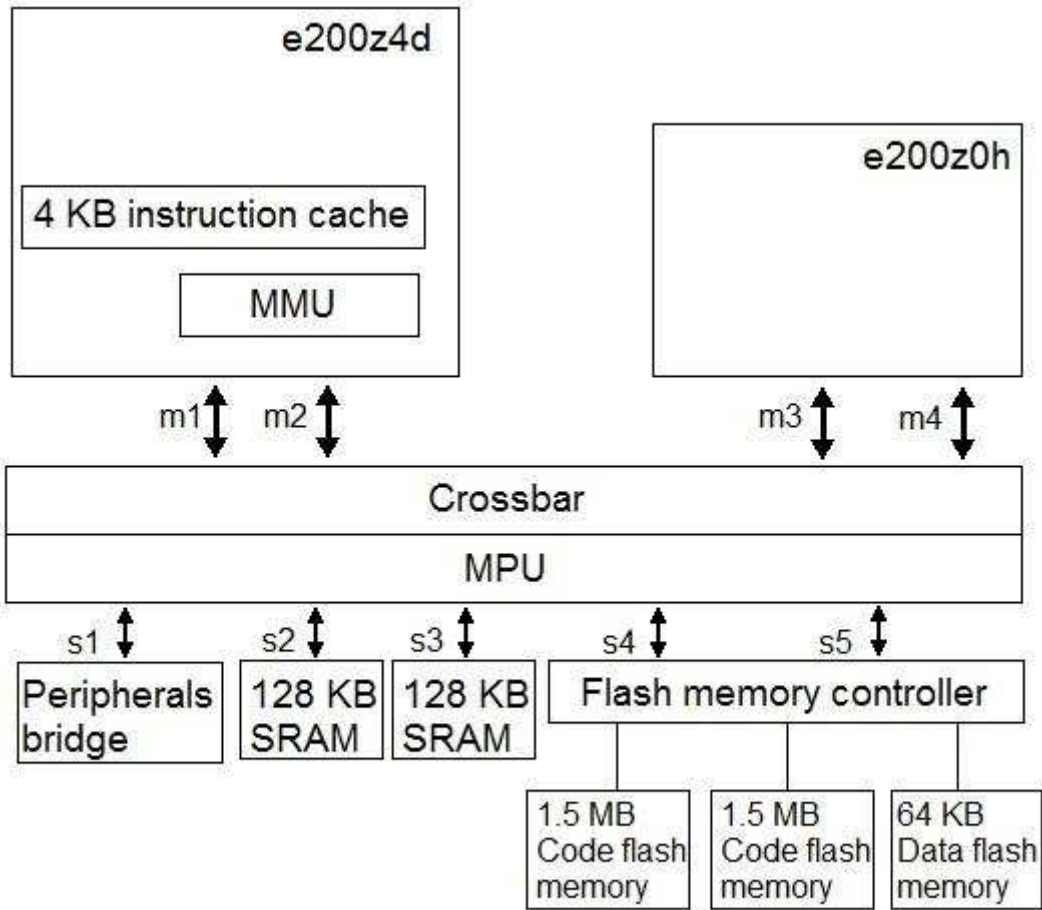 e200z4d
e200z0h
4 KB instruction cache
MMU
m1
m2
m3
m4
Crossbar
MPU
s1
s2
s3
s4
s5
Peripherals
bridge
128 KB
SRAM
128 KB
SRAM
Flash memory controller
1.5 MB
Code flash
memory
1.5 MB
Code flash
memory
64 KB
Data flash
memory